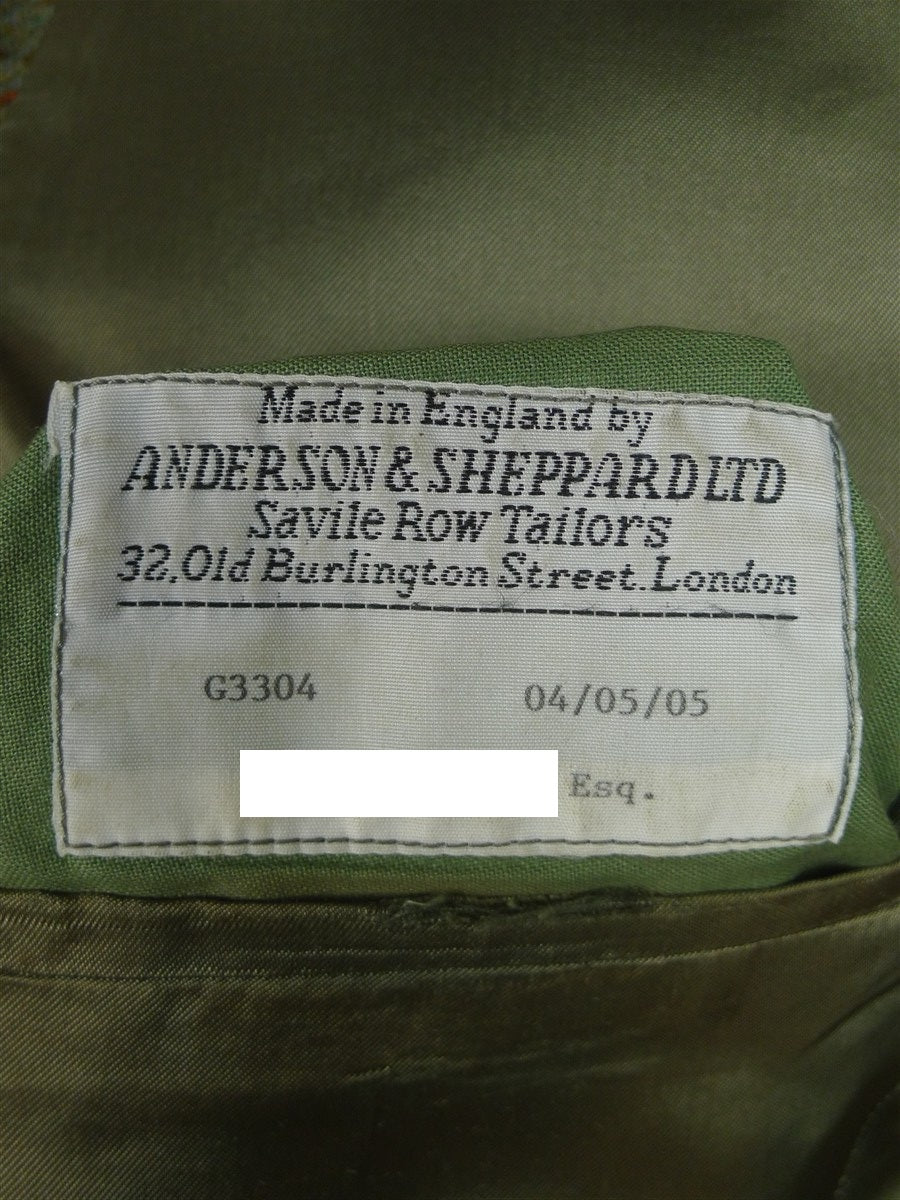 Made in England by
ANDERSON & SHEPPARD LTD
Savile Row Tailors
32, Old Burlington Street. London
G3304 04/05/05
Esq.